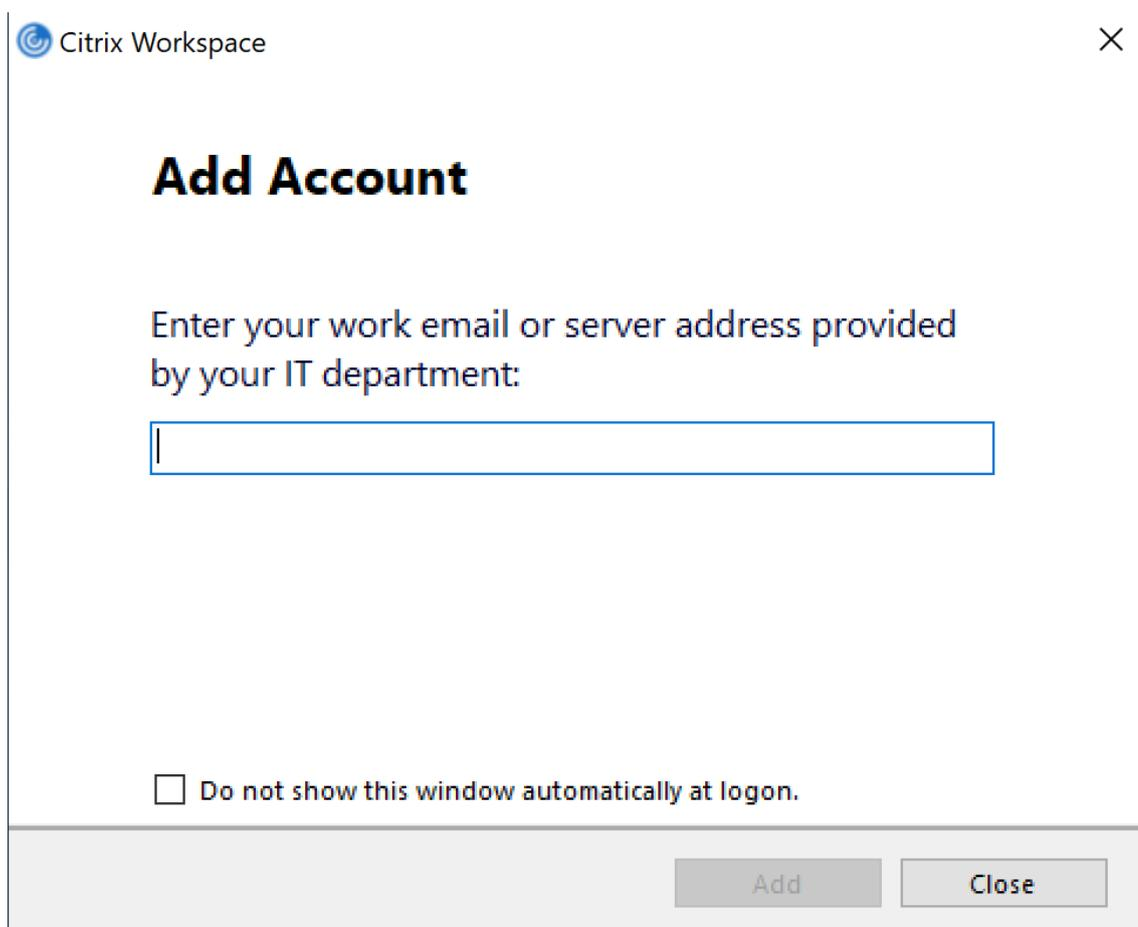 Citrix Workspace
Add Account
Enter your work email or server address provided
by your IT department:
Do not show this window automatically at logon.
Add
Close